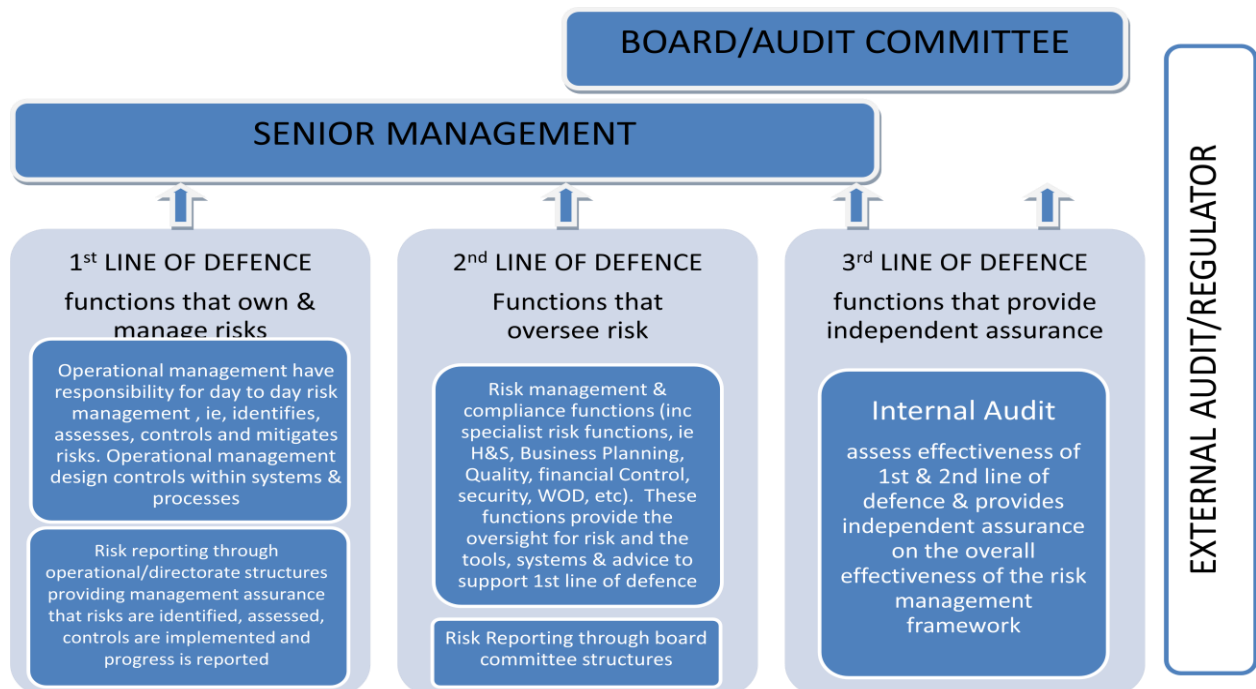 BOARD/AUDIT COMMITTEE
SENIOR MANAGEMENT
1st LINE OF DEFENCE
functions that own &
manage risks
Operational management have
responsibility for day to day risk
management , ie, identifies,
assesses, controls and mitigates
risks. Operational management
design controls within systems &
processes
Risk reporting through
operational/directorate structures
providing management assurance
that risks are identified, assessed,
controls are implemented and
progress is reported
2nd LINE OF DEFENCE
Functions that
oversee risk
Risk management &
compliance functions (inc
specialist risk functions, ie
H&S, Business Planning,
Quality, financial Control,
security, WOD, etc).  These
functions provide the
oversight for risk and the
tools, systems & advice to
support 1st line of defence
Risk Reporting through board
committee structures
3rd LINE OF DEFENCE
functions that provide
independent assurance
Internal Audit
assess effectiveness of
1st & 2nd line of
defence & provides
independent assurance
on the overall
effectiveness of the risk
management
framework
EXTERNAL AUDIT/REGULATOR